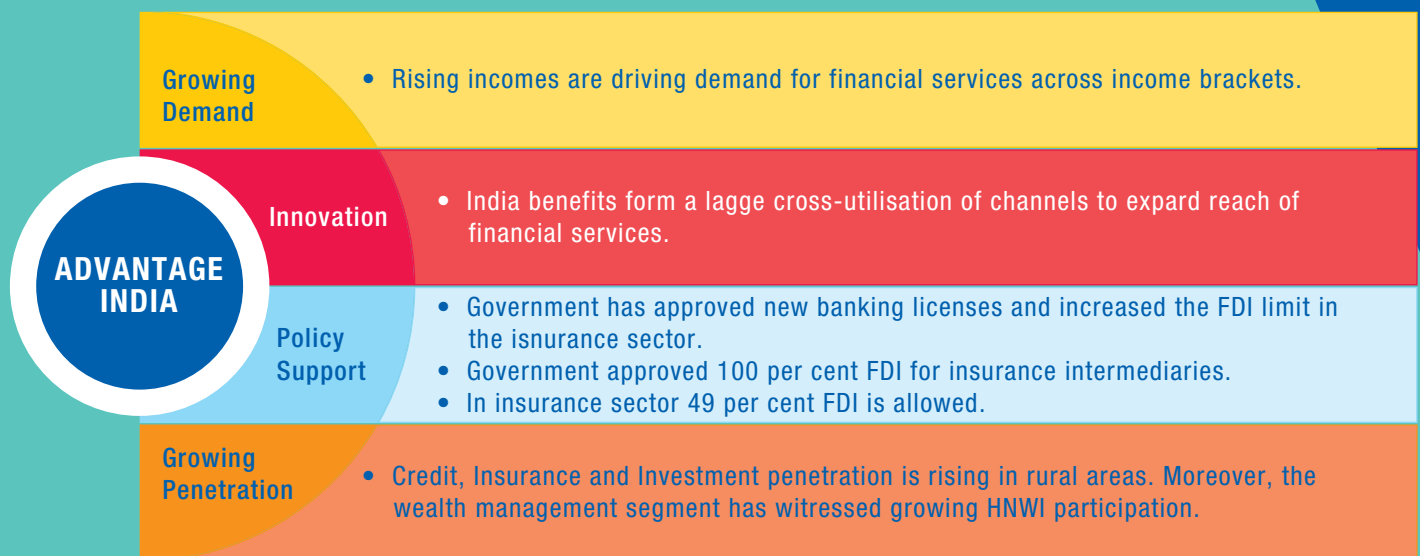 ADVANTAGE
INDIA
Growing
Demand
• Rising incomes are driving demand for financial services across income brackets.
Innovation
• India benefits form a lagge cross-utilisation of channels to expard reach of
financial services.
Policy
Support
• Government has approved new banking licenses and increased the FDI limit in
the isnurance sector.
• Government approved 100 per cent FDI for insurance intermediaries.
• In insurance sector 49 per cent FDI is allowed.
Growing
Penetration
• Credit, Insurance and Investment penetration is rising in rural areas. Moreover, the
wealth management segment has witressed growing HNWI participation.